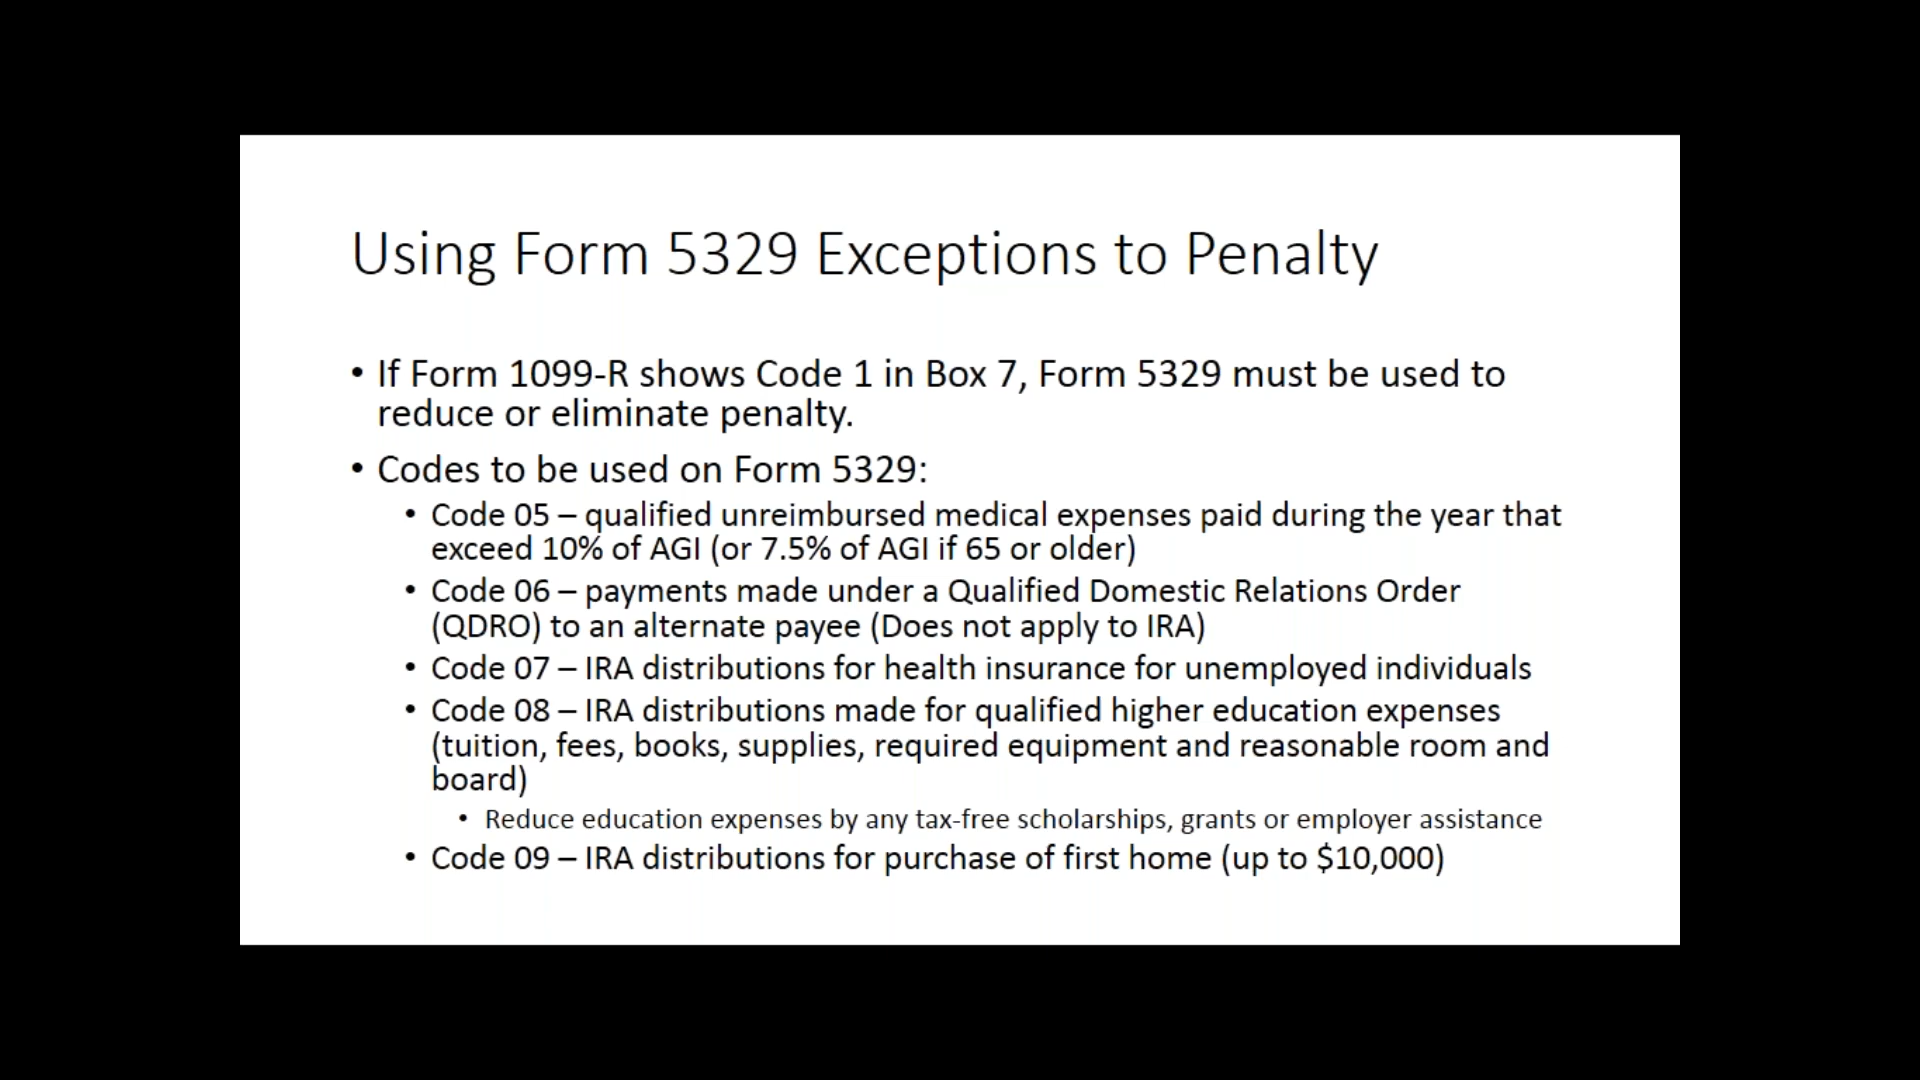 Using Form 5329 Exceptions to Penalty
• If Form 1099-R shows Code 1 in Box 7, Form 5329 must be used to
reduce or eliminate penalty.
• Codes to be used on Form 5329:
• Code 05 – qualified unreimbursed medical expenses paid during the year that
exceed 10% of AGI (or 7.5% of AGI if 65 or older)
• Code 06 – payments made under a Qualified Domestic Relations Order
(QDRO) to an alternate payee (Does not apply to IRA)
• Code 07 – IRA distributions for health insurance for unemployed individuals
• Code 08 – IRA distributions made for qualified higher education expenses
(tuition, fees, books, supplies, required equipment and reasonable room and
board)
• Reduce education expenses by any tax-free scholarships, grants or employer assistance
• Code 09 – IRA distributions for purchase of first home (up to $10,000)